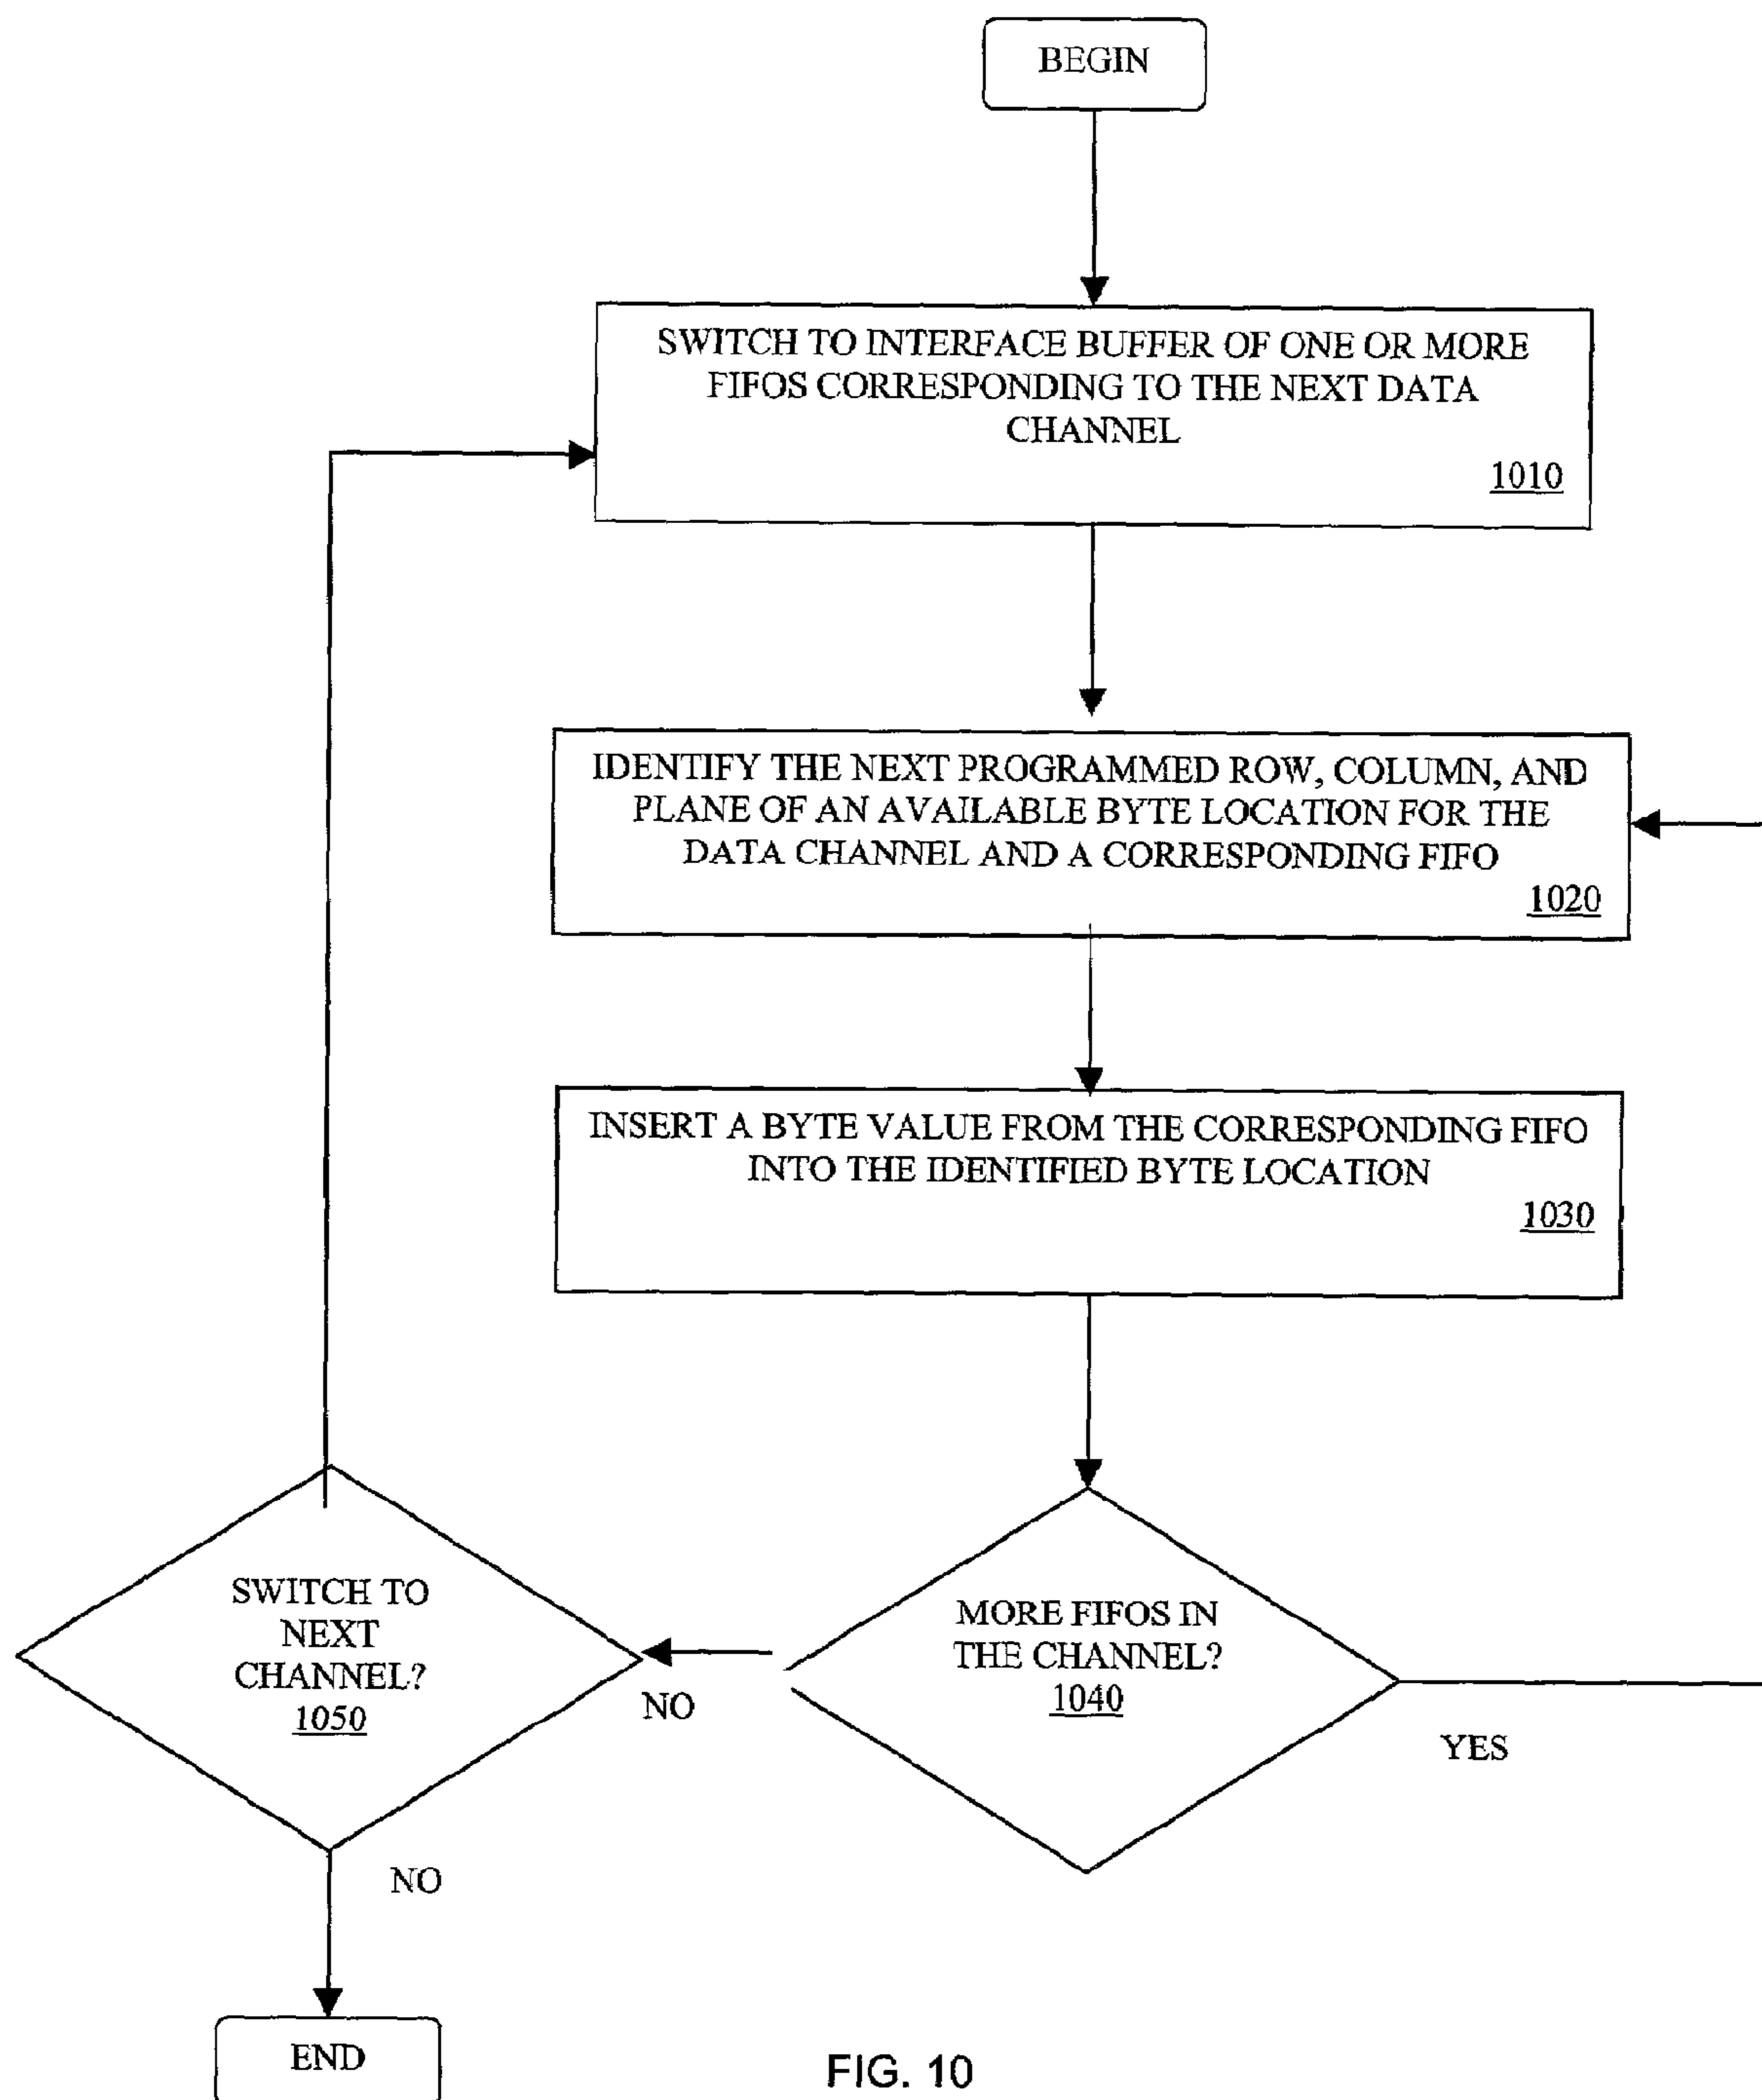 BEGIN
SWITCH TO INTERFACE BUFFER OF ONE OR MORE
FIFOS CORRESPONDING TO THE NEXT DATA
CHANNEL
1010
IDENTIFY THE NEXT PROGRAMMED ROW, COLUMN, AND
PLANE OF AN AVAILABLE BYTE LOCATION FOR THE
DATA CHANNEL AND A CORRESPONDING FIFO
1020
INSERT A BYTE VALUE FROM THE CORRESPONDING FIFO
INTO THE IDENTIFIED BYTE LOCATION
1030
MORE FIFOS IN
THE CHANNEL?
1040
YES
NO
SWITCH TO
NEXT
CHANNEL?
1050
NO
END
FIG. 10